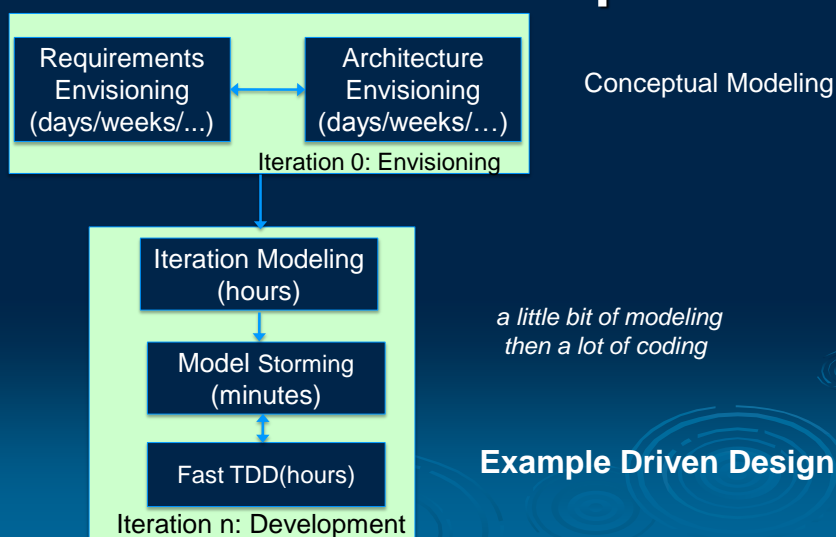 Requirements
Envisioning
(days/weeks/...)
Architecture
Envisioning
(days/weeks/…)
Conceptual Modeling
Iteration 0: Envisioning
Iteration Modeling
(hours)
a little bit of modeling
then a lot of coding
Model Storming
(minutes)
Fast TDD(hours)
Example Driven Design
Iteration n: Development